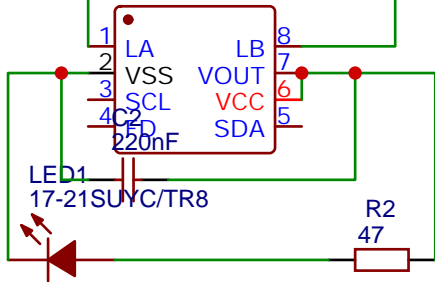 1 LA LB 8
2 VSS VOUT 7
3 SCL VCC 6
4 FD SDA 5
C2
220nF
LED1
17-21SUYC/TR8
R2
47